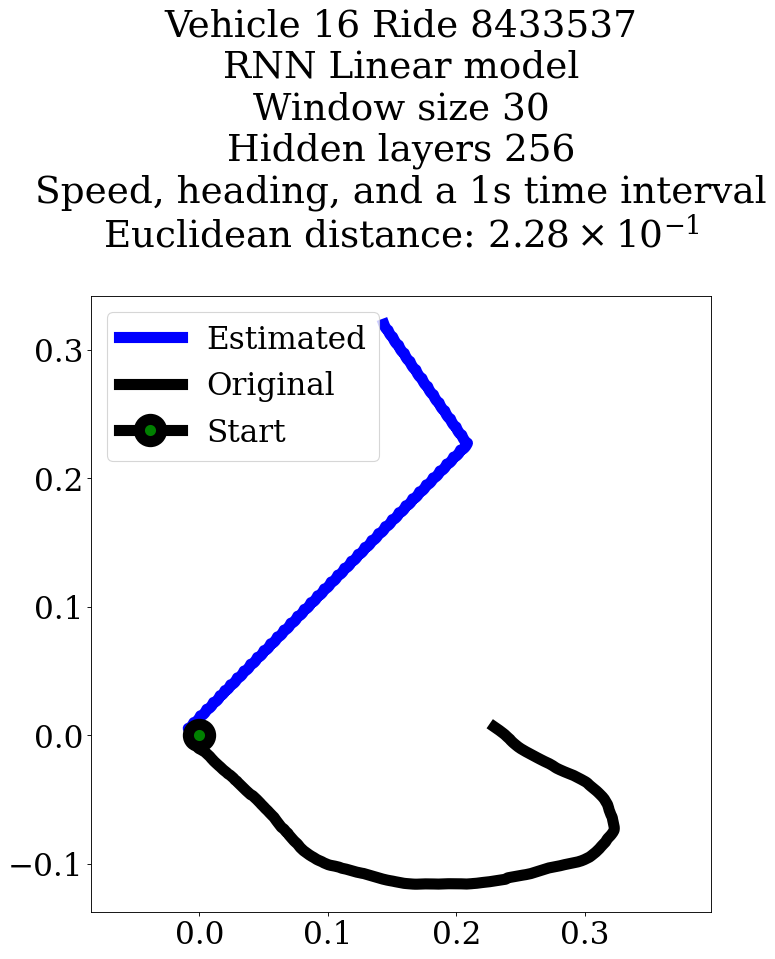 Vehicle 16 Ride 8433537
RNN Linear model
Window size 30
Hidden layers 256
Speed, heading, and a 1s time interval
Euclidean distance: 2.28 × 10⁻¹
Estimated
Original
Start
0.3
0.2
0.1
0.0
−0.1
0.0 0.1 0.2 0.3